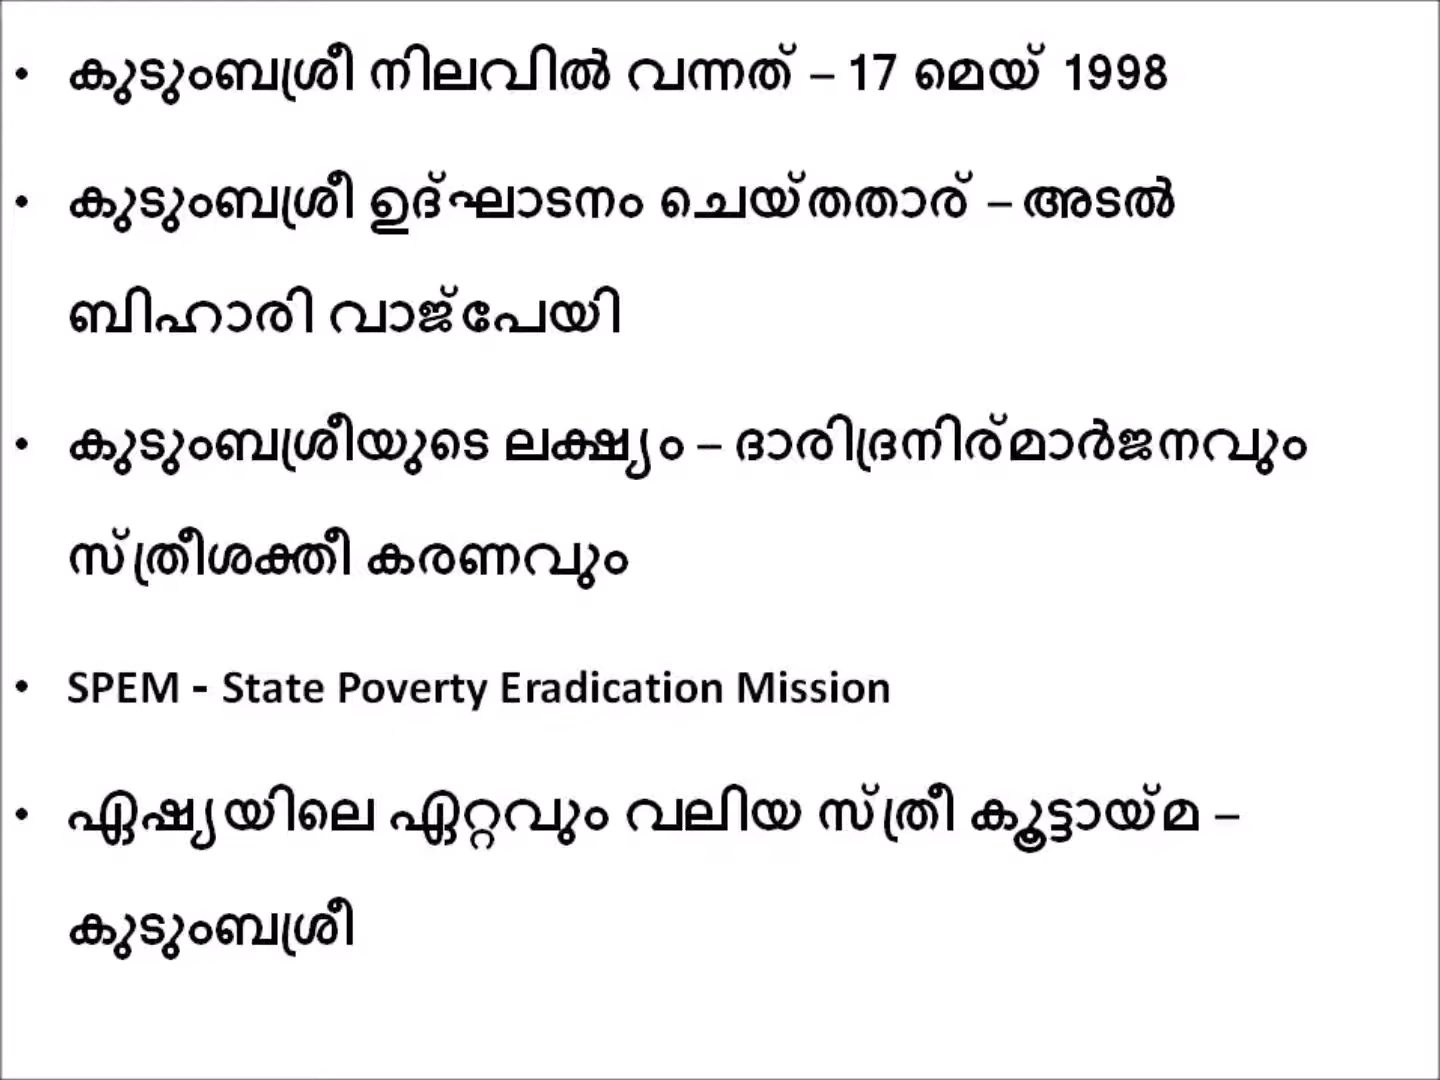 • കുടുംബശ്രീ നിലവിൽ വന്നത് – 17 മെയ് 1998
• കുടുംബശ്രീ ഉദ്ഘാടനം ചെയ്തതാര് – അടൽ
ബിഹാരി വാജ്പേയി
• കുടുംബശ്രീയുടെ ലക്ഷ്യം – ദാരിദ്രനിര്മാർജനവും
സ്ത്രീശക്തീ കരണവും
• SPEM - State Poverty Eradication Mission
• ഏഷ്യയിലെ ഏറ്റവും വലിയ സ്ത്രീ കൂട്ടായ്മ –
കുടുംബശ്രീ